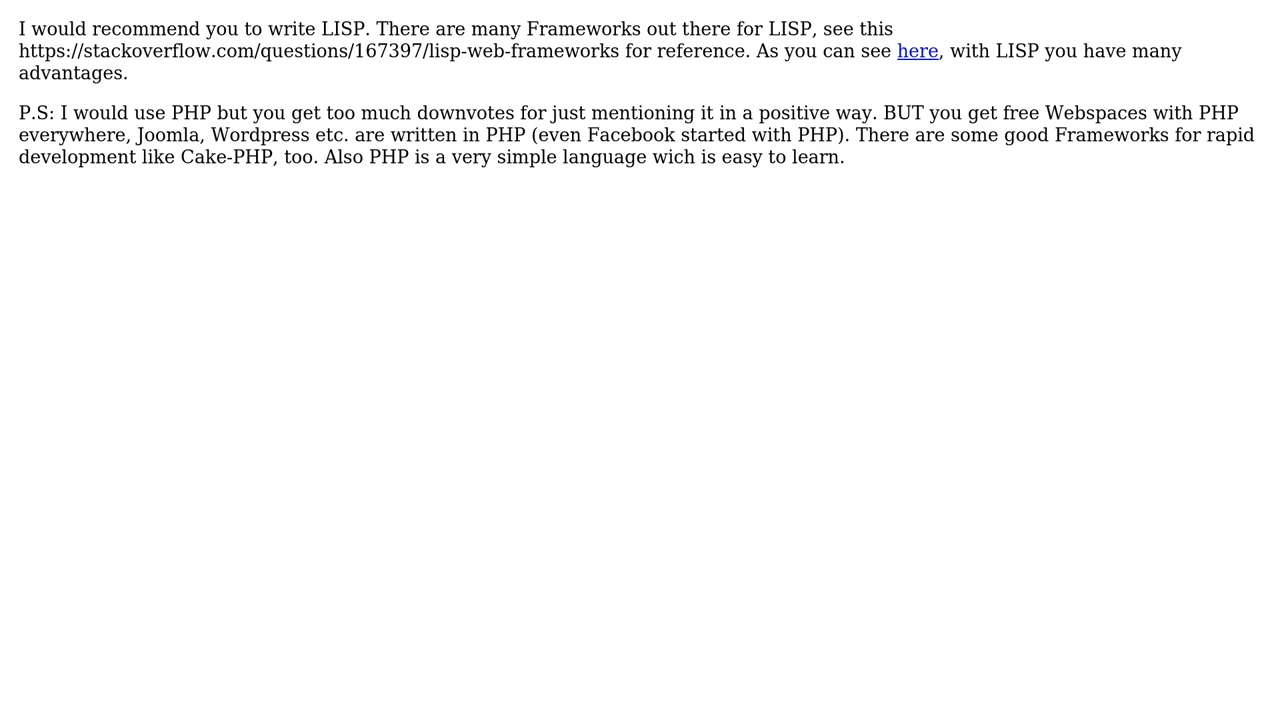 I would recommend you to write LISP. There are many Frameworks out there for LISP, see this
https://stackoverflow.com/questions/167397/lisp-web-frameworks for reference. As you can see here, with LISP you have many
advantages.
P.S: I would use PHP but you get too much downvotes for just mentioning it in a positive way. BUT you get free Webspaces with PHP
everywhere, Joomla, Wordpress etc. are written in PHP (even Facebook started with PHP). There are some good Frameworks for rapid
development like Cake-PHP, too. Also PHP is a very simple language wich is easy to learn.